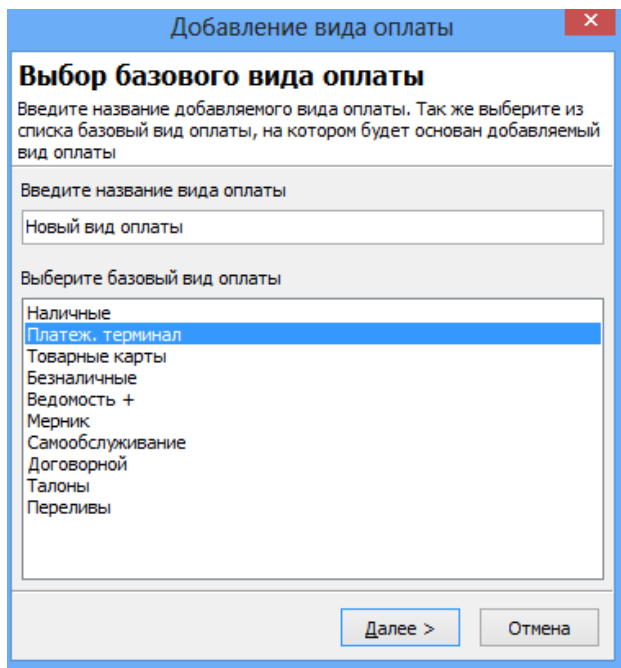 Добавление вида оплаты
Выбор базового вида оплаты
Введите название добавляемого вида оплаты. Так же выберите из
списка базовый вид оплаты, на котором будет основан добавляемый
вид оплаты
Введите название вида оплаты
Новый вид оплаты
Выберите базовый вид оплаты
Наличные
Платеж. терминал
Товарные карты
Безналичные
Ведомость +
Мерник
Самообслуживание
Договорной
Талоны
Переливы
Далее >
Отмена